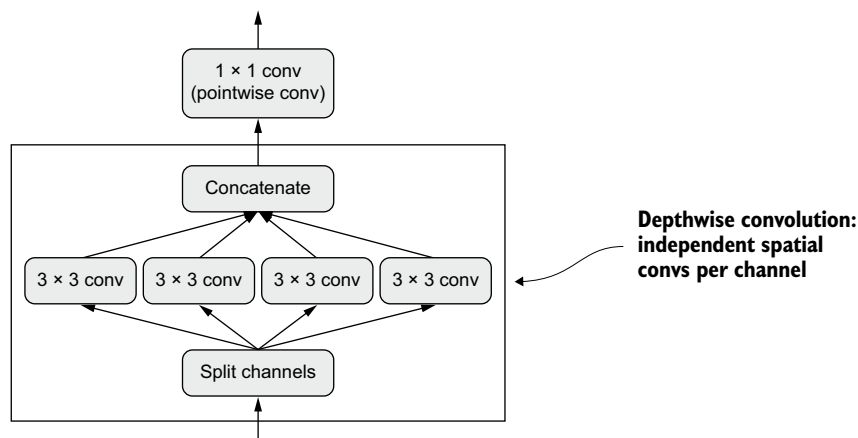 1 × 1 conv
(pointwise conv)
Concatenate
3 × 3 conv
3 × 3 conv
3 × 3 conv
3 × 3 conv
Split channels
Depthwise convolution:
independent spatial
convs per channel